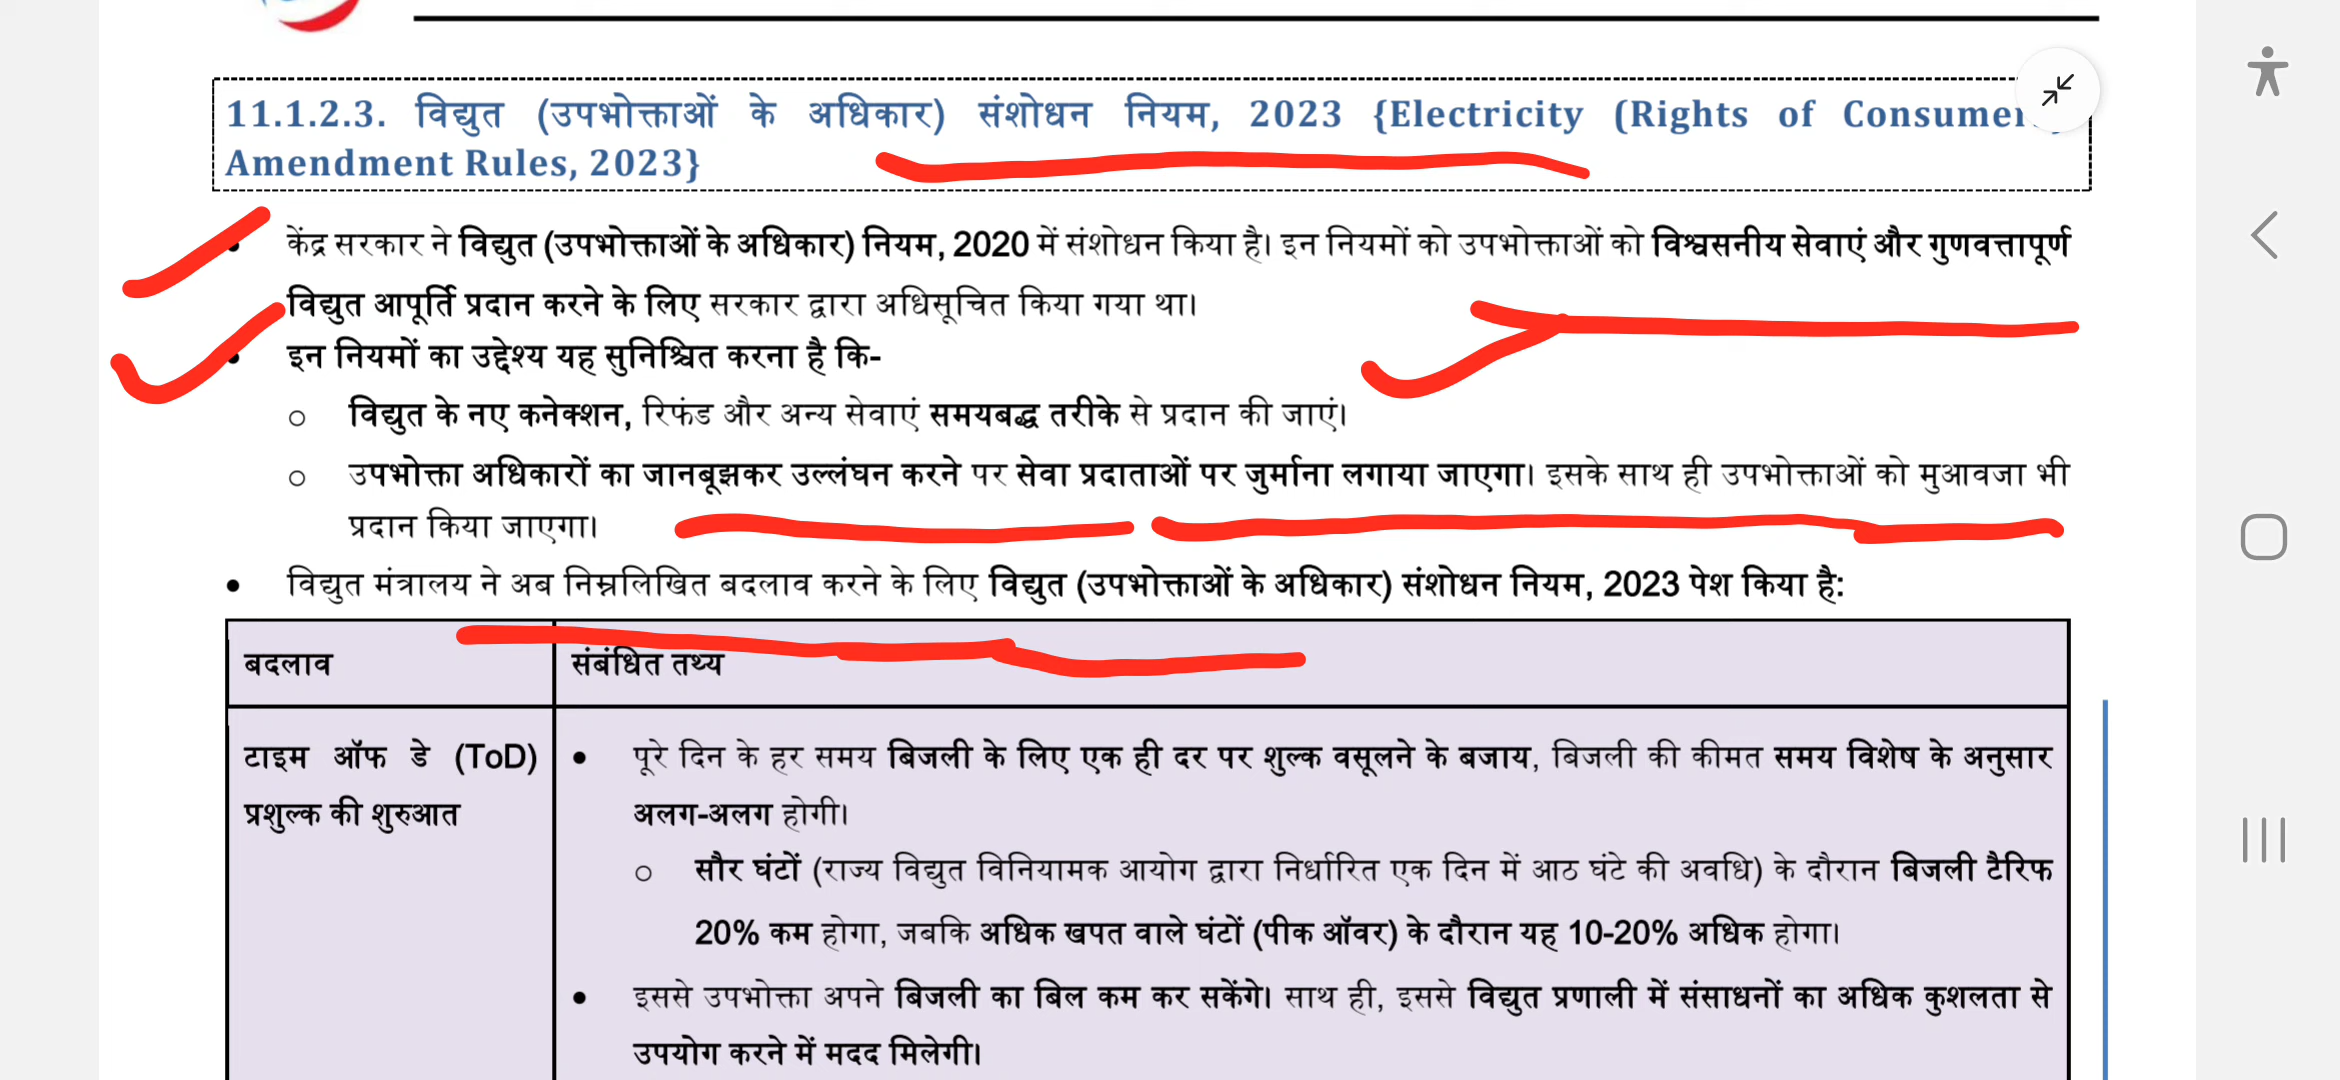 11.1.2.3. विद्युत (उपभोक्ताओं के अधिकार) संशोधन नियम, 2023 {Electricity (Rights of
Amendment Rules, 2023}
• केंद्र सरकार ने विद्युत (उपभोक्ताओं के अधिकार) नियम, 2020 में संशोधन किया है। इन नियमों को उपभोक्ताओं को विश्वसनीय सेवाएं और गुणवत्तापूर्ण
विद्युत आपूर्ति प्रदान करने के लिए सरकार द्वारा अधिसूचित किया गया था।
• इन नियमों का उद्देश्य यह सुनिश्चित करना है कि-
o विद्युत के नए कनेक्शन, रिफंड और अन्य सेवाएं समयबद्ध तरीके से प्रदान की जाएं।
o उपभोक्ता अधिकारों का जानबूझकर उल्लंघन करने पर सेवा प्रदाताओं पर जुर्माना लगाया जाएगा। इसके साथ ही उपभोक्ताओं को मुआवजा भी
प्रदान किया जाएगा।
• विद्युत मंत्रालय ने अब निम्नलिखित बदलाव करने के लिए विद्युत (उपभोक्ताओं के अधिकार) संशोधन नियम, 2023 पेश किया है:
बदलाव
संबंधित तथ्य
टाइम ऑफ डे (ToD)
प्रशुल्क की शुरुआत
• पूरे दिन के हर समय बिजली के लिए एक ही दर पर शुल्क वसूलने के बजाय, बिजली की कीमत समय विशेष के अनुसार
अलग-अलग होगी।
o सौर घंटों (राज्य विद्युत विनियामक आयोग द्वारा निर्धारित एक दिन में आठ घंटे की अवधि) के दौरान बिजली टैरिफ
20% कम होगा, जबकि अधिक खपत वाले घंटों (पीक ऑवर) के दौरान यह 10-20% अधिक होगा।
• इससे उपभोक्ता अपने बिजली का बिल कम कर सकेंगे। साथ ही, इससे विद्युत प्रणाली में संसाधनों का अधिक कुशलता से
उपयोग करने में मदद मिलेगी।